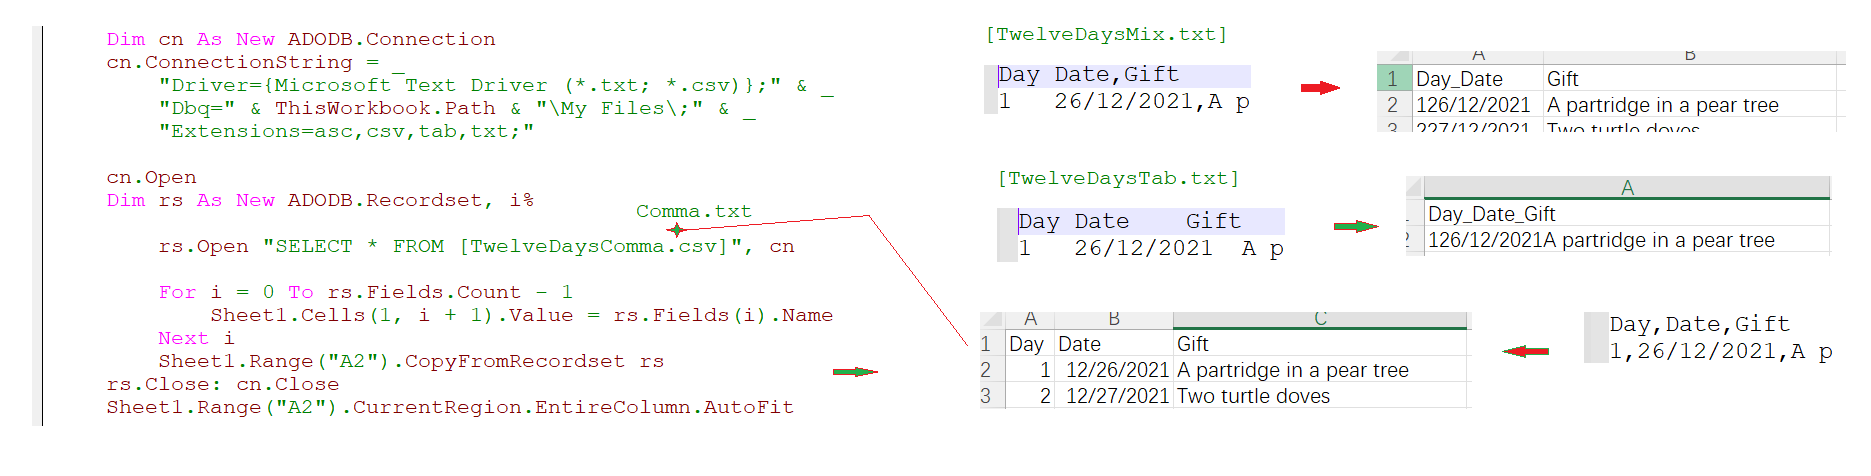 Dim cn As New ADODB.Connection
cn.ConnectionString = _
"Driver={Microsoft Text Driver (*.txt; *.csv)};" & _
"Dbq=" & ThisWorkbook.Path & "\My Files\;" & _
"Extensions=asc,csv,tab,txt;"
cn.Open
Dim rs As New ADODB.Recordset, i%
Comma.txt
rs.Open "SELECT * FROM [TwelveDaysComma.csv]", cn
For i = 0 To rs.Fields.Count - 1
Sheet1.Cells(1, i + 1).Value = rs.Fields(i).Name
Next i
Sheet1.Range("A2").CopyFromRecordset rs
rs.Close: cn.Close
Sheet1.Range("A2").CurrentRegion.EntireColumn.AutoFit
[TwelveDaysMix.txt]
Day Date,Gift
1 26/12/2021,A p
A B
1 Day_Date Gift
2 126/12/2021 A partridge in a pear tree
3 227/12/2021 Two turtle doves
[TwelveDaysTab.txt]
Day Date Gift
1 26/12/2021 A p
A
1 Day_Date_Gift
2 126/12/2021A partridge in a pear tree
A B C
1 Day Date Gift
2 1 12/26/2021 A partridge in a pear tree
3 2 12/27/2021 Two turtle doves
Day,Date,Gift
1,26/12/2021,A p